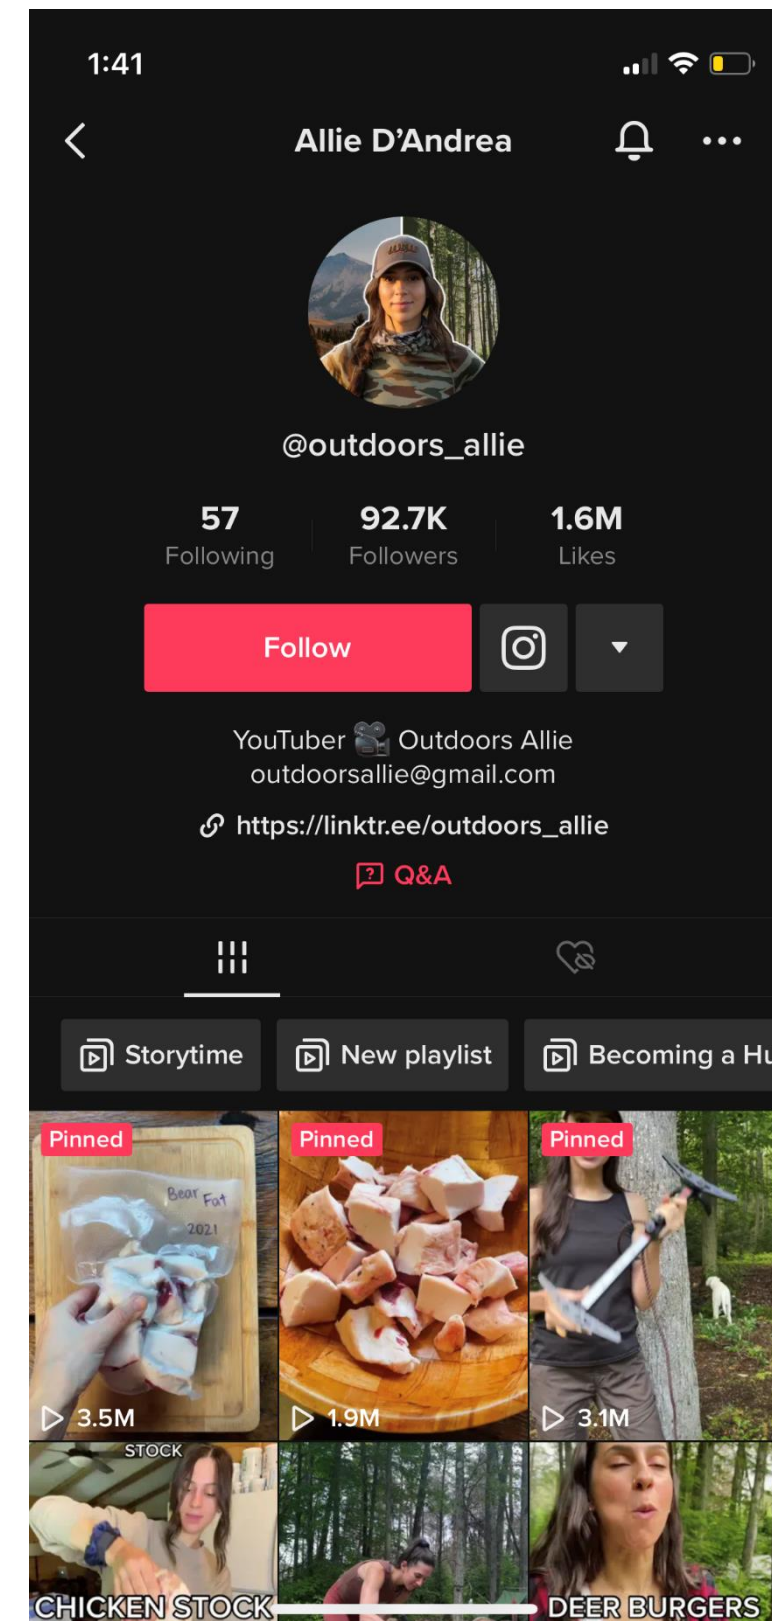 1:41
Allie D'Andrea
@outdoors_allie
57 92.7K 1.6M
Following Followers Likes
Follow
YouTuber 🎥 Outdoors Allie
outdoorsallie@gmail.com
https://linktr.ee/outdoors_allie
Q&A
Storytime New playlist Becoming a Hu
Pinned Pinned Pinned
Bear Fat
2021
3.5M 1.9M 3.1M
STOCK
CHICKEN STOCK DEER BURGERS